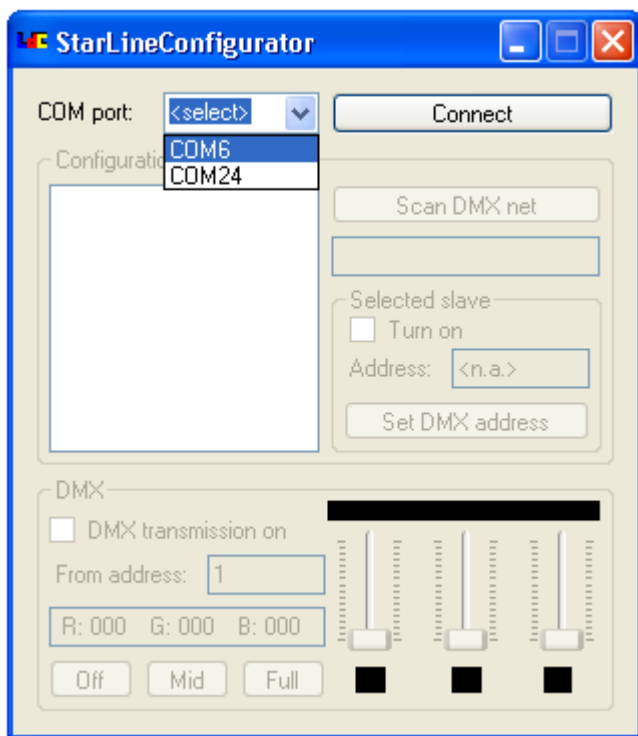 StarLineConfigurator
COM port: <select> Connect
COM6
COM24
Configuratio
Scan DMX net
Selected slave
Turn on
Address: <n.a.>
Set DMX address
DMX
DMX transmission on
From address: 1
R: 000 G: 000 B: 000
Off Mid Full